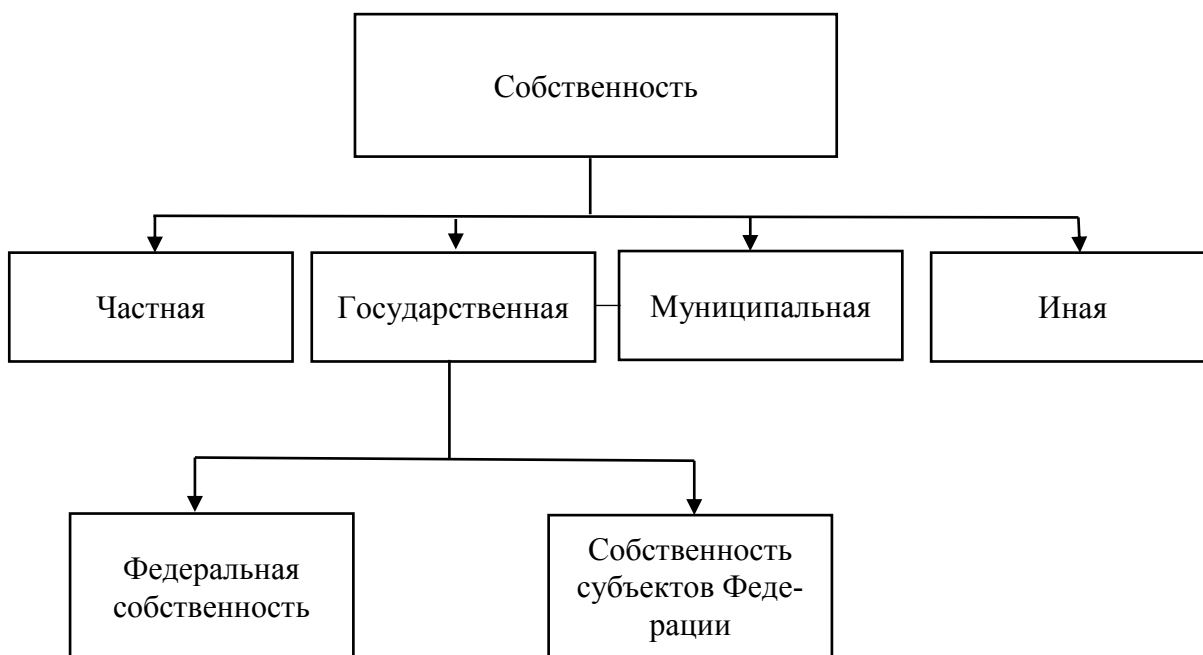 Собственность
Частная
Государственная
Муниципальная
Иная
Федеральная
собственность
Собственность
субъектов Феде-
рации